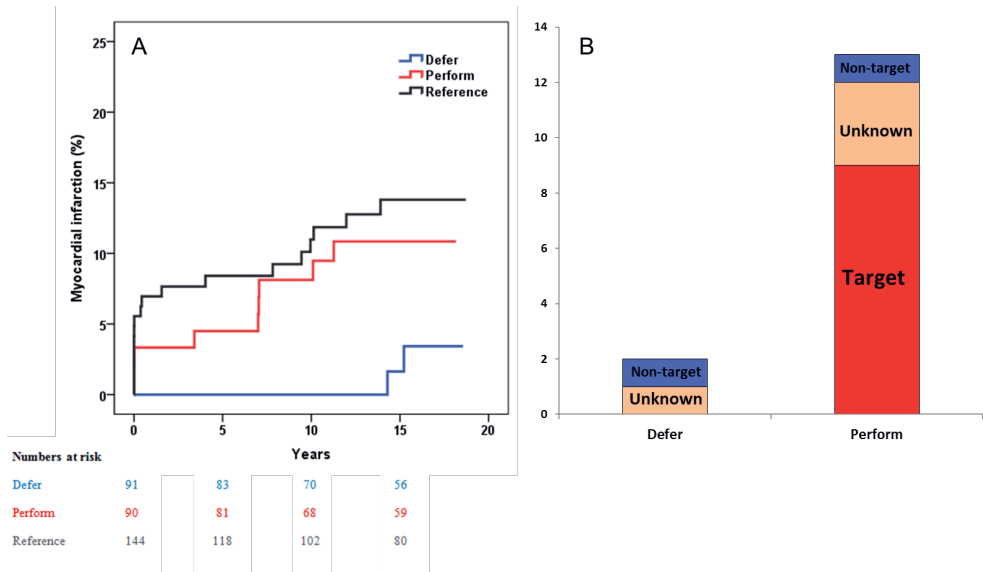 A
25
20
15
10
5
0
Myocardial infarction (%)
Defer
Perform
Reference
0 5 10 15 20
Years
Numbers at risk
Defer 91 83 70 56
Perform 90 81 68 59
Reference 144 118 102 80
B
14
12
10
8
6
4
2
0
Non-target
Unknown
Target
Non-target
Unknown
Defer Perform